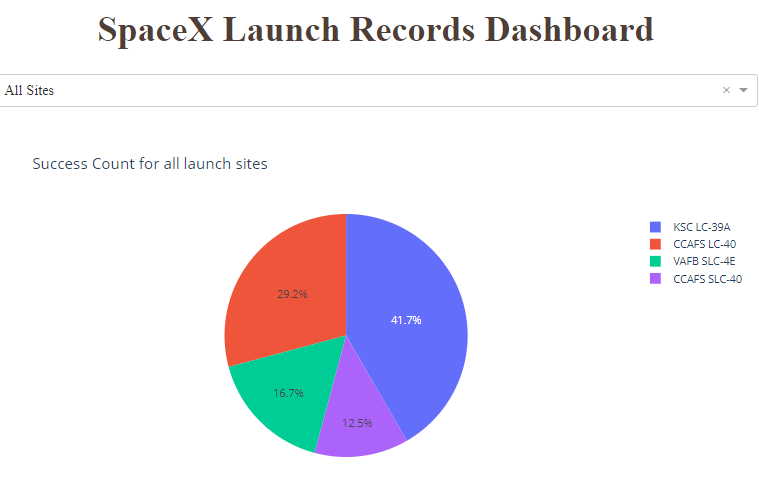 SpaceX Launch Records Dashboard
All Sites
Success Count for all launch sites
KSC LC-39A
CCAFS LC-40
VAFB SLC-4E
CCAFS SLC-40
29.2%
41.7%
16.7%
12.5%